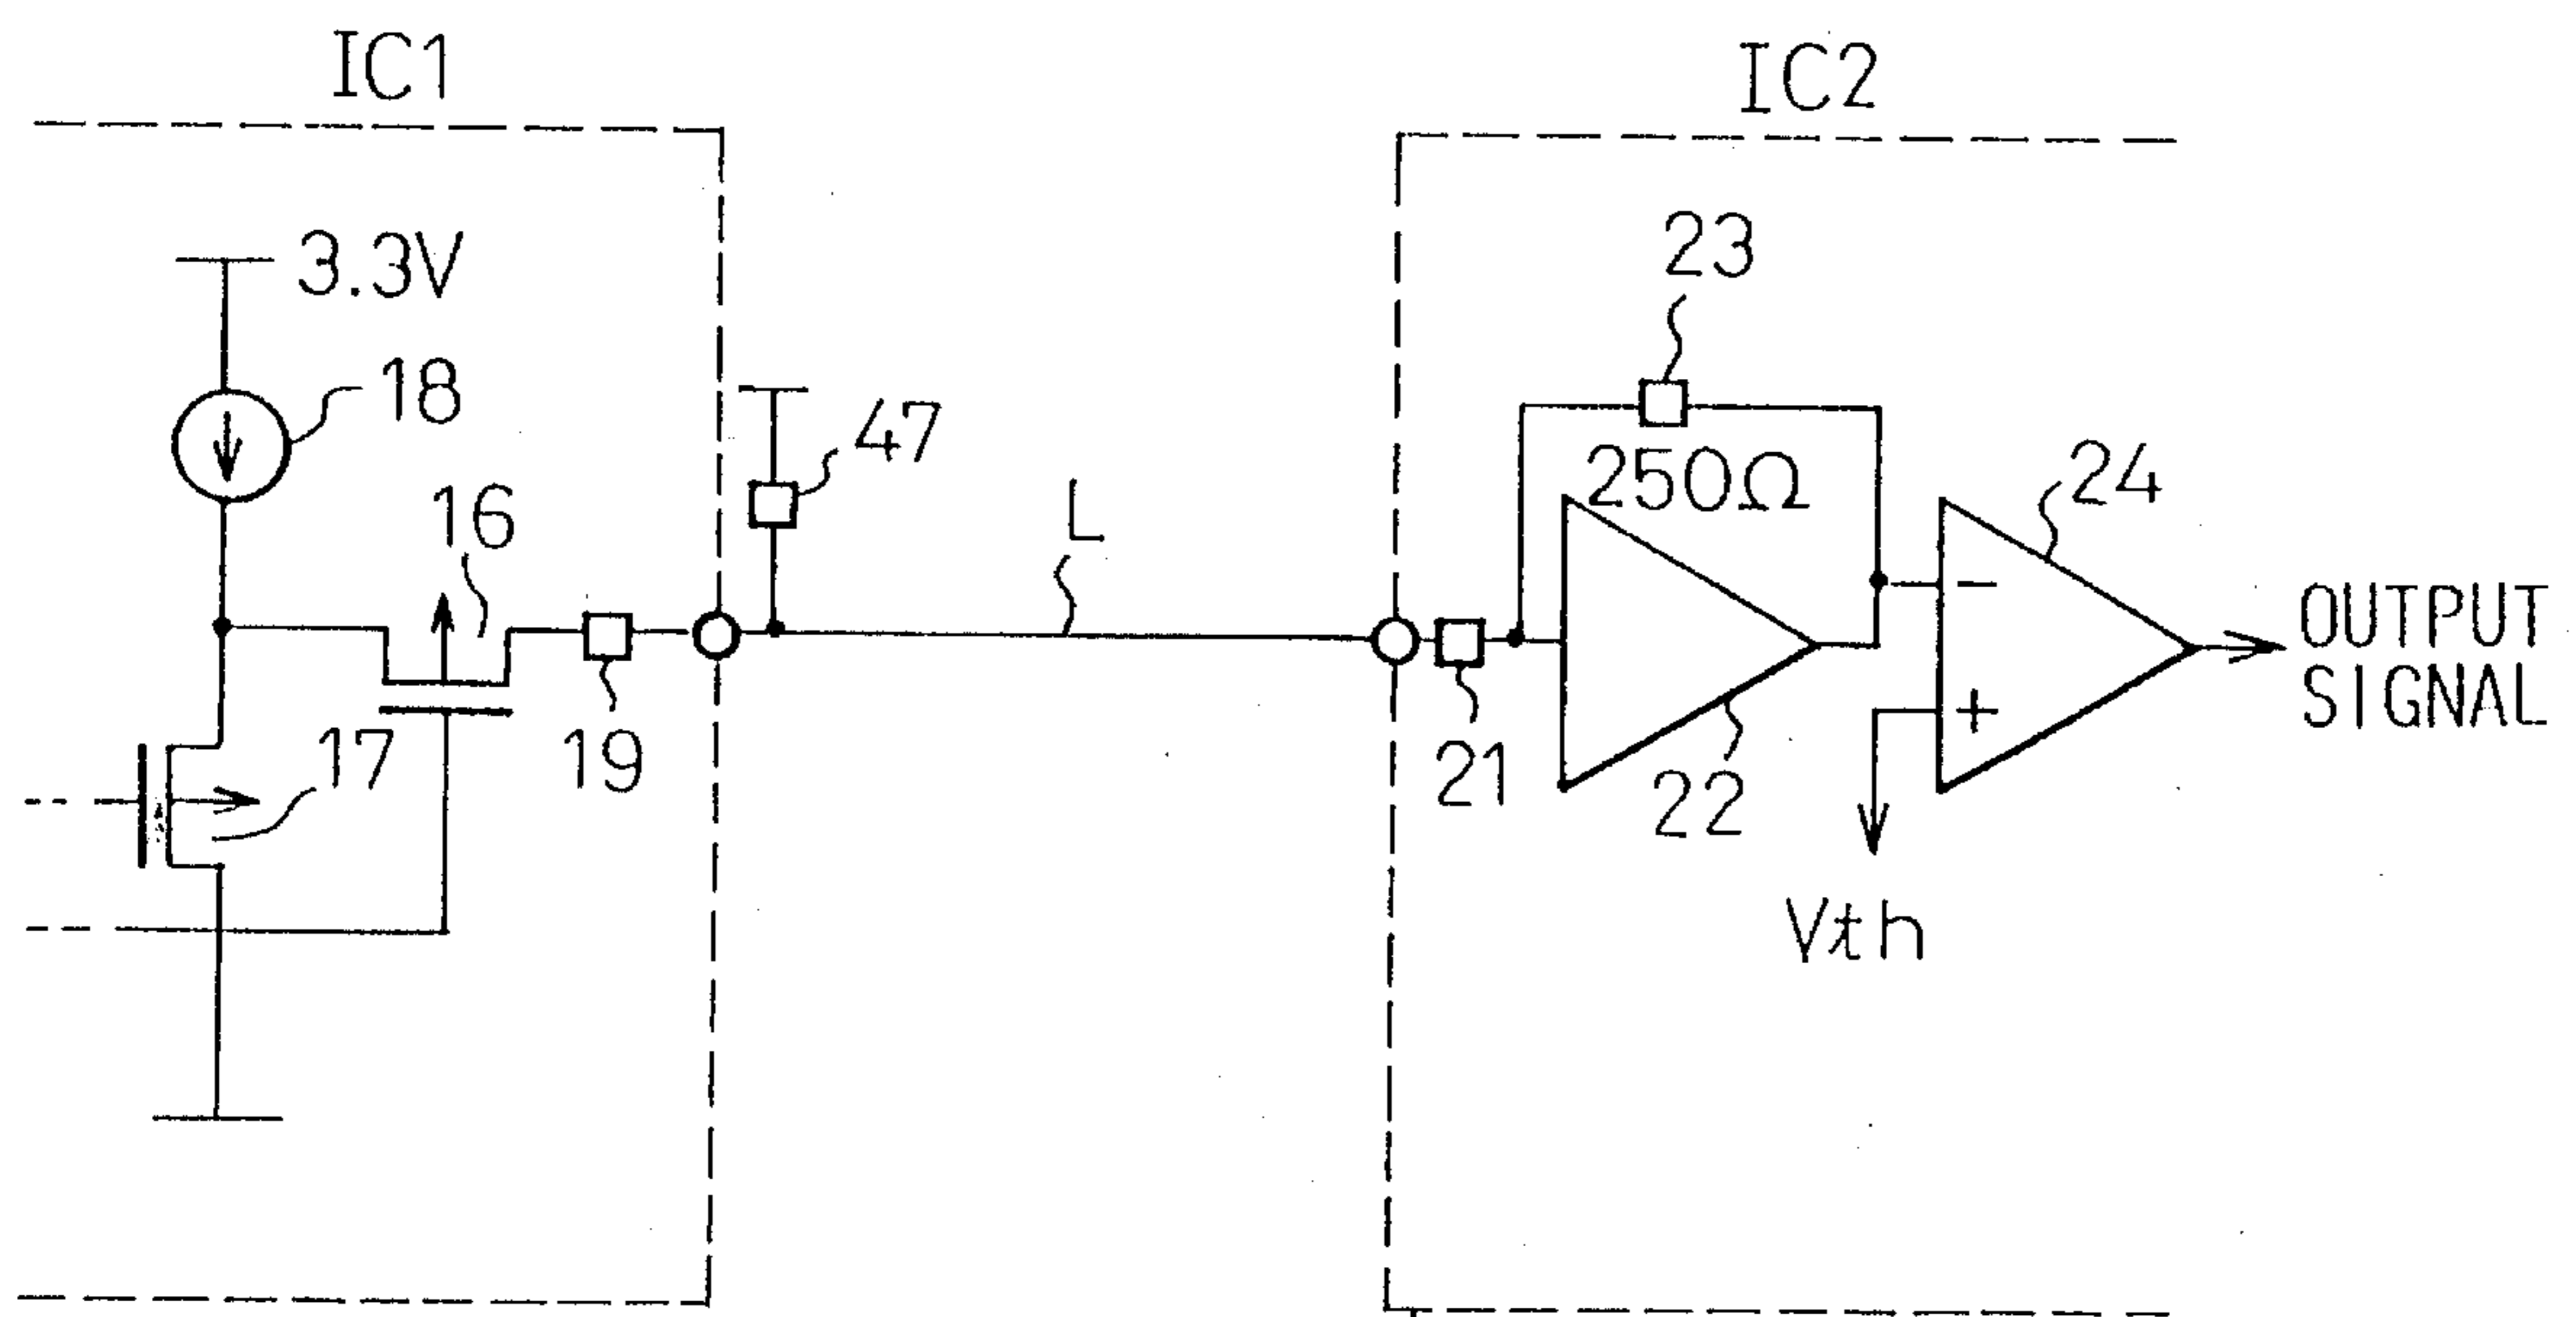 IC1
IC2
3.3V
23
18
47
250Ω
24
16
L
−
OUTPUT
SIGNAL
+
17
19
21
22
Vth